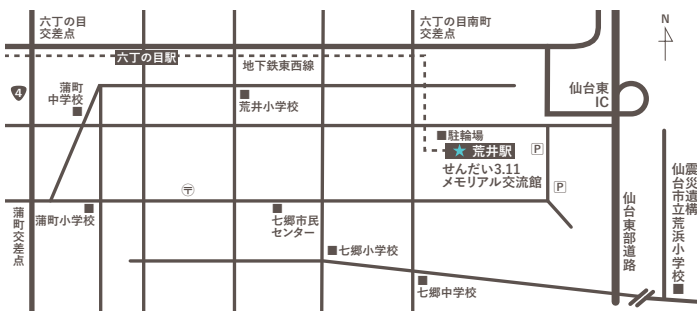 六丁の目
交差点
六丁の目南町
交差点
N
六丁の目駅
地下鉄東西線
4
蒲町
中学校
荒井小学校
仙台東
IC
駐輪場
荒井駅
P
せんだい3.11
メモリアル交流館
P
〒
蒲町交差点
蒲町小学校
七郷市民
センター
七郷小学校
七郷中学校
仙台東部道路
震災遺構
仙台市立荒浜小学校